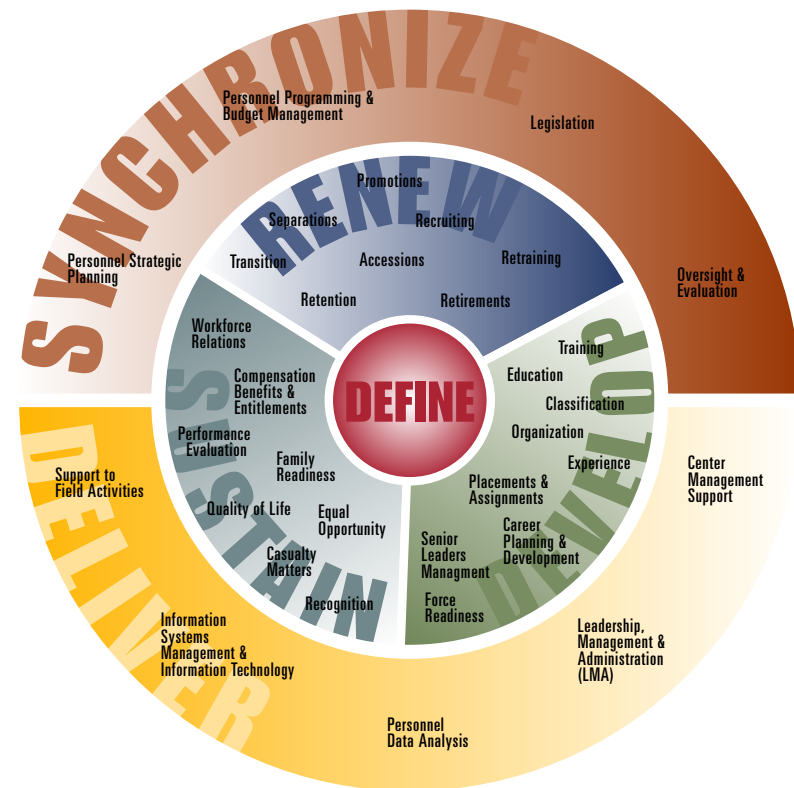 SYNCHRONIZE
Personnel Programming &
Budget Management
Legislation
Personnel Strategic
Planning
Oversight &
Evaluation
RENEW
Promotions
Separations
Recruiting
Transition
Accessions
Retraining
Retention
Retirements
DEFINE
SUSTAIN
Workforce
Relations
Compensation
Benefits &
Entitlements
Performance
Evaluation
Family
Readiness
Quality of Life
Equal
Opportunity
Casualty
Matters
Recognition
DEVELOP
Training
Education
Classification
Organization
Experience
Placements &
Assignments
Career
Planning &
Development
Senior
Leaders
Managment
Force
Readiness
DELIVER
Support to
Field Activities
Information
Systems
Management &
Information Technology
Personnel
Data Analysis
Leadership,
Management &
Administration
(LMA)
Center
Management
Support